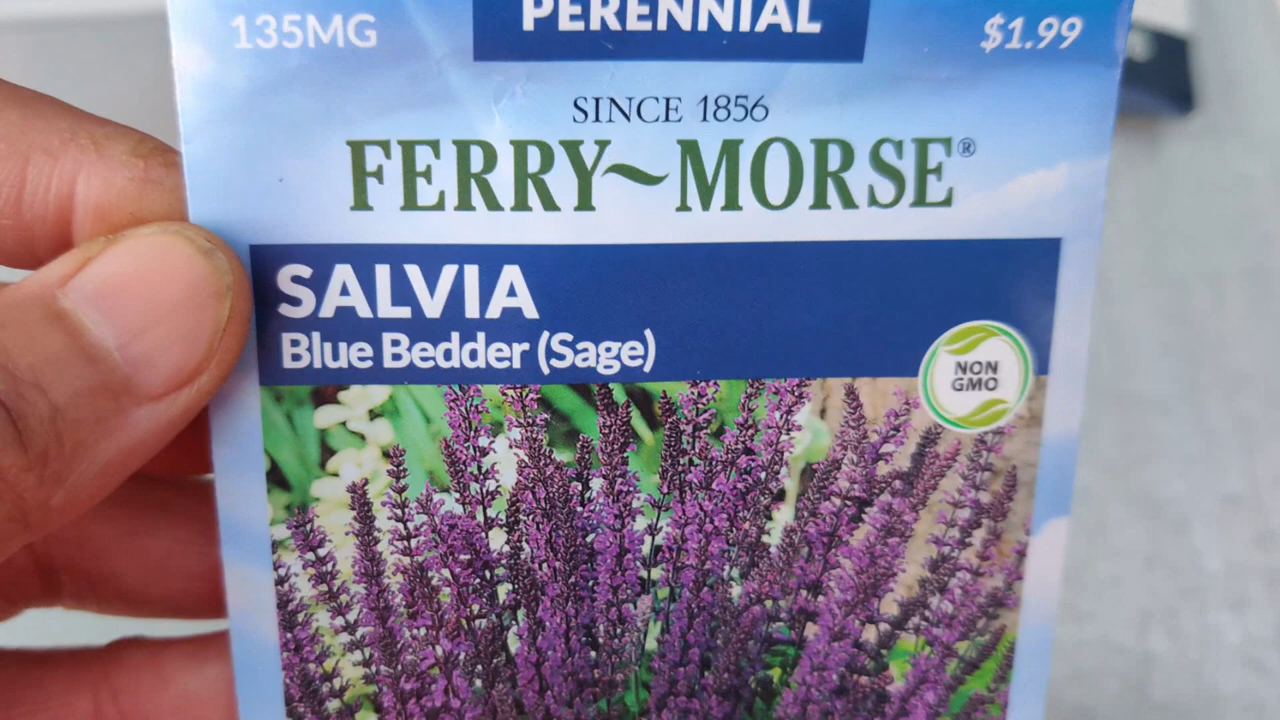 PERENNIAL
135MG
$1.99
SINCE 1856
FERRY~MORSE®
SALVIA
Blue Bedder (Sage)
NON
GMO